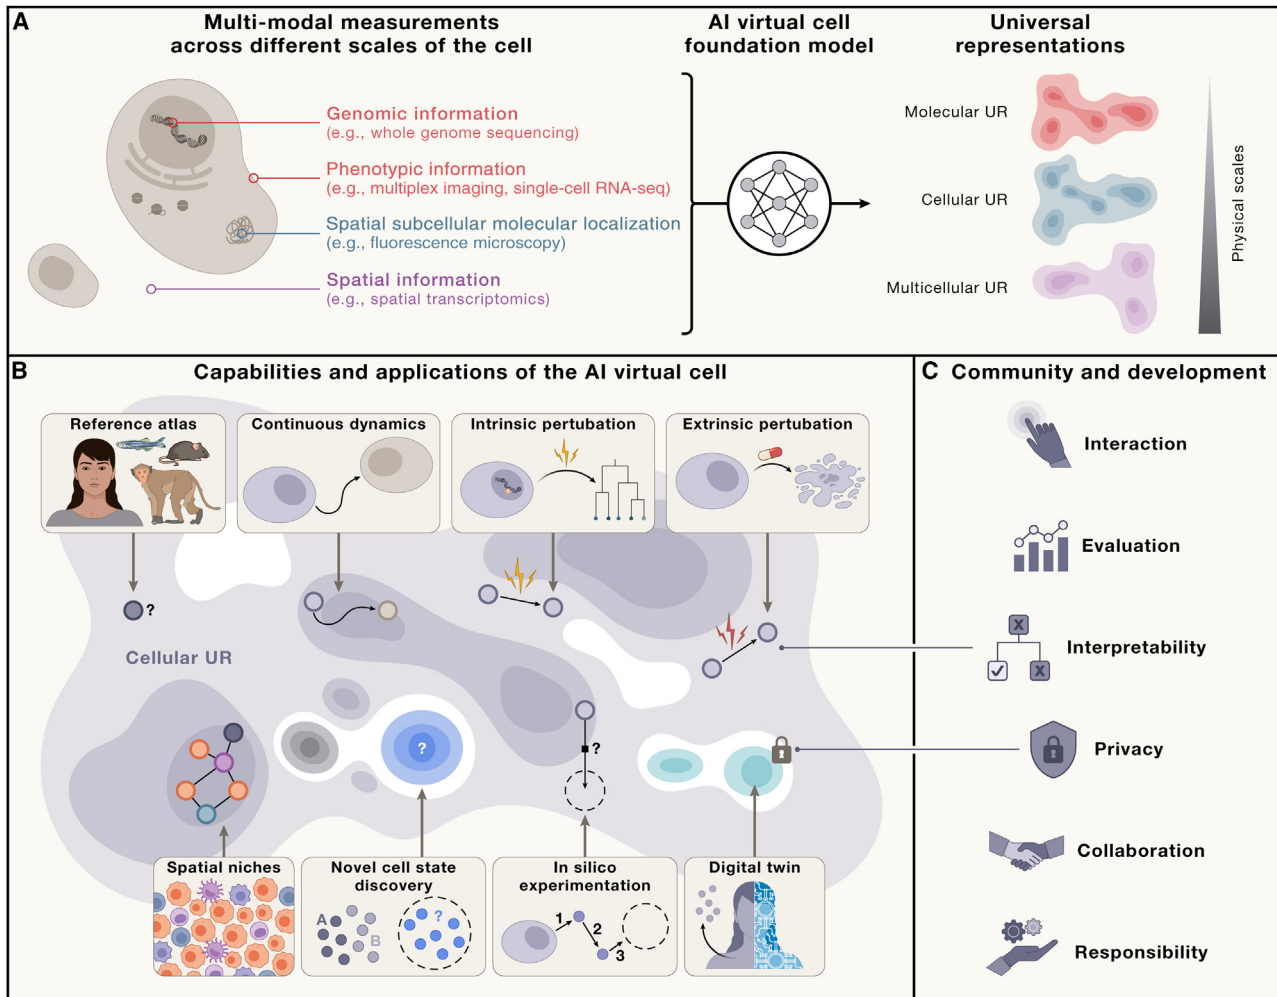 A
Multi-modal measurements
across different scales of the cell
AI virtual cell
foundation model
Universal
representations
Genomic information
(e.g., whole genome sequencing)
Phenotypic information
(e.g., multiplex imaging, single-cell RNA-seq)
Spatial subcellular molecular localization
(e.g., fluorescence microscopy)
Spatial information
(e.g., spatial transcriptomics)
Molecular UR
Cellular UR
Multicellular UR
Physical scales
B
Capabilities and applications of the AI virtual cell
Reference atlas
Continuous dynamics
Intrinsic pertubation
Extrinsic pertubation
?
Cellular UR
?
?
Spatial niches
Novel cell state
discovery
A
B
?
In silico
experimentation
1
2
3
Digital twin
C
Community and development
Interaction
Evaluation
X
X
Interpretability
Privacy
Collaboration
Responsibility